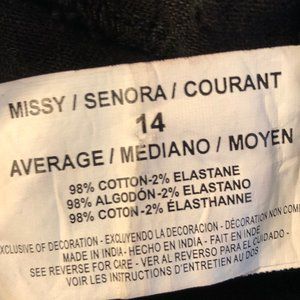 MISSY / SENORA / COURANT
14
AVERAGE / MEDIANO / MOYEN
98% COTTON-2% ELASTANE
98% ALGODÓN-2% ELASTANO
98% COTON-2% ÉLASTHANNE
EXCLUSIVE OF DECORATION - EXCLUYENDO LA DECORACION - DÉCORATION NON COMP
MADE IN INDIA - HECHO EN INDIA - FAIT EN INDE
SEE REVERSE FOR CARE - VER AL REVERSO PARA EL CUIDADO -
VOIR LES INSTRUCTIONS D'ENTRETIEN AU DOS